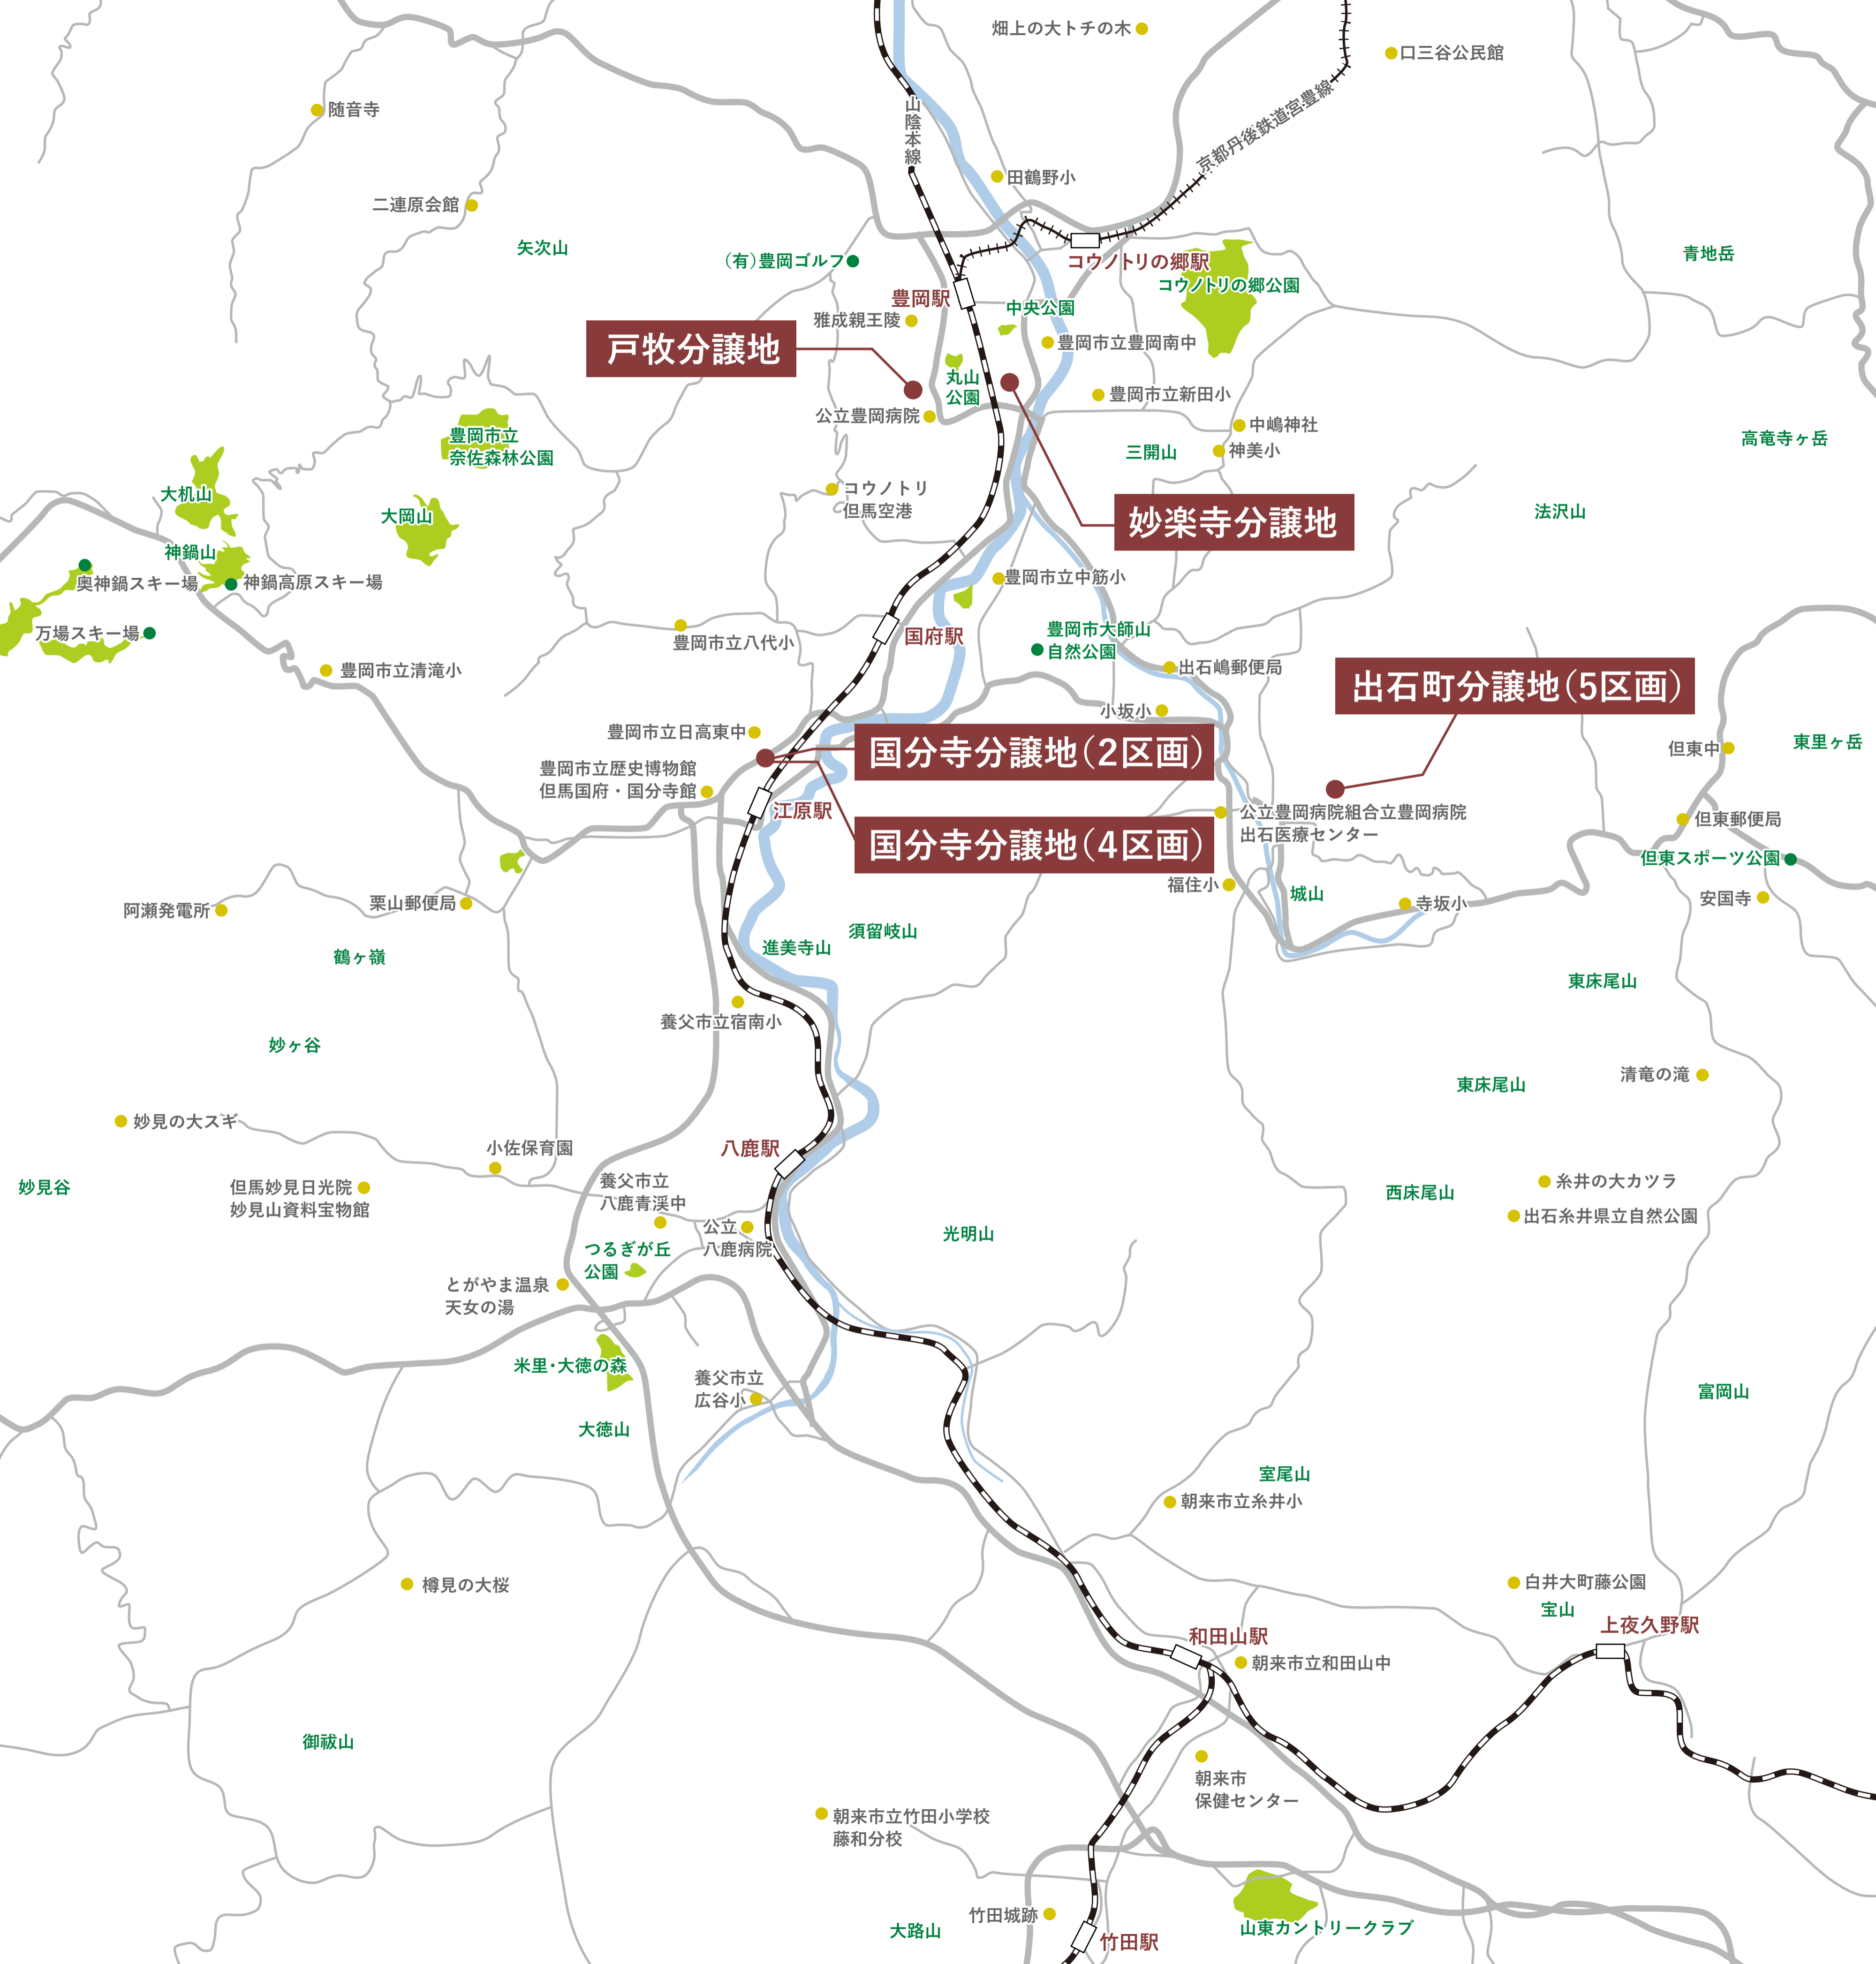 畑上の大トチの木
口三谷公民館
随音寺
山陰本線
京都丹後鉄道宮豊線
田鶴野小
二連原会館
矢次山
(有)豊岡ゴルフ
コウノトリの郷駅
コウノトリの郷公園
青地岳
豊岡駅
中央公園
雅成親王陵
豊岡市立豊岡南中
戸牧分譲地
丸山
公園
豊岡市立新田小
公立豊岡病院
中嶋神社
神美小
三開山
高竜寺ヶ岳
豊岡市立
奈佐森林公園
大机山
大岡山
コウノトリ
但馬空港
妙楽寺分譲地
法沢山
神鍋山
奥神鍋スキー場
神鍋高原スキー場
豊岡市立中筋小
万場スキー場
豊岡市立八代小
国府駅
豊岡市大師山
自然公園
豊岡市立清滝小
出石嶋郵便局
出石町分譲地(5区画)
小坂小
豊岡市立日高東中
国分寺分譲地(2区画)
但東中
東里ヶ岳
豊岡市立歴史博物館
但馬国府・国分寺館
江原駅
公立豊岡病院組合立豊岡病院
出石医療センター
但東郵便局
国分寺分譲地(4区画)
但東スポーツ公園
福住小
城山
寺坂小
安国寺
阿瀬発電所
栗山郵便局
鶴ヶ嶺
進美寺山
須留岐山
東床尾山
養父市立宿南小
妙ヶ谷
清竜の滝
東床尾山
妙見の大スギ
小佐保育園
八鹿駅
妙見谷
但馬妙見日光院
妙見山資料宝物館
養父市立
八鹿青渓中
西床尾山
糸井の大カツラ
出石糸井県立自然公園
公立
八鹿病院
光明山
つるぎが丘
公園
とがやま温泉
天女の湯
米里・大徳の森
養父市立
広谷小
富岡山
大徳山
室尾山
朝来市立糸井小
樽見の大桜
白井大町藤公園
宝山
上夜久野駅
和田山駅
朝来市立和田山中
御祓山
朝来市
保健センター
朝来市立竹田小学校
藤和分校
竹田城跡
大路山
竹田駅
山東カントリークラブ